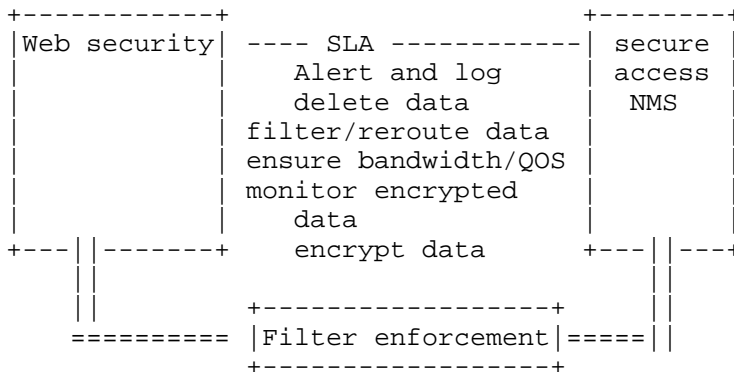 Web security ---- SLA ------------ secure
Alert and log access
delete data NMS
filter/reroute data
ensure bandwidth/QOS
monitor encrypted
data
encrypt data
Filter enforcement